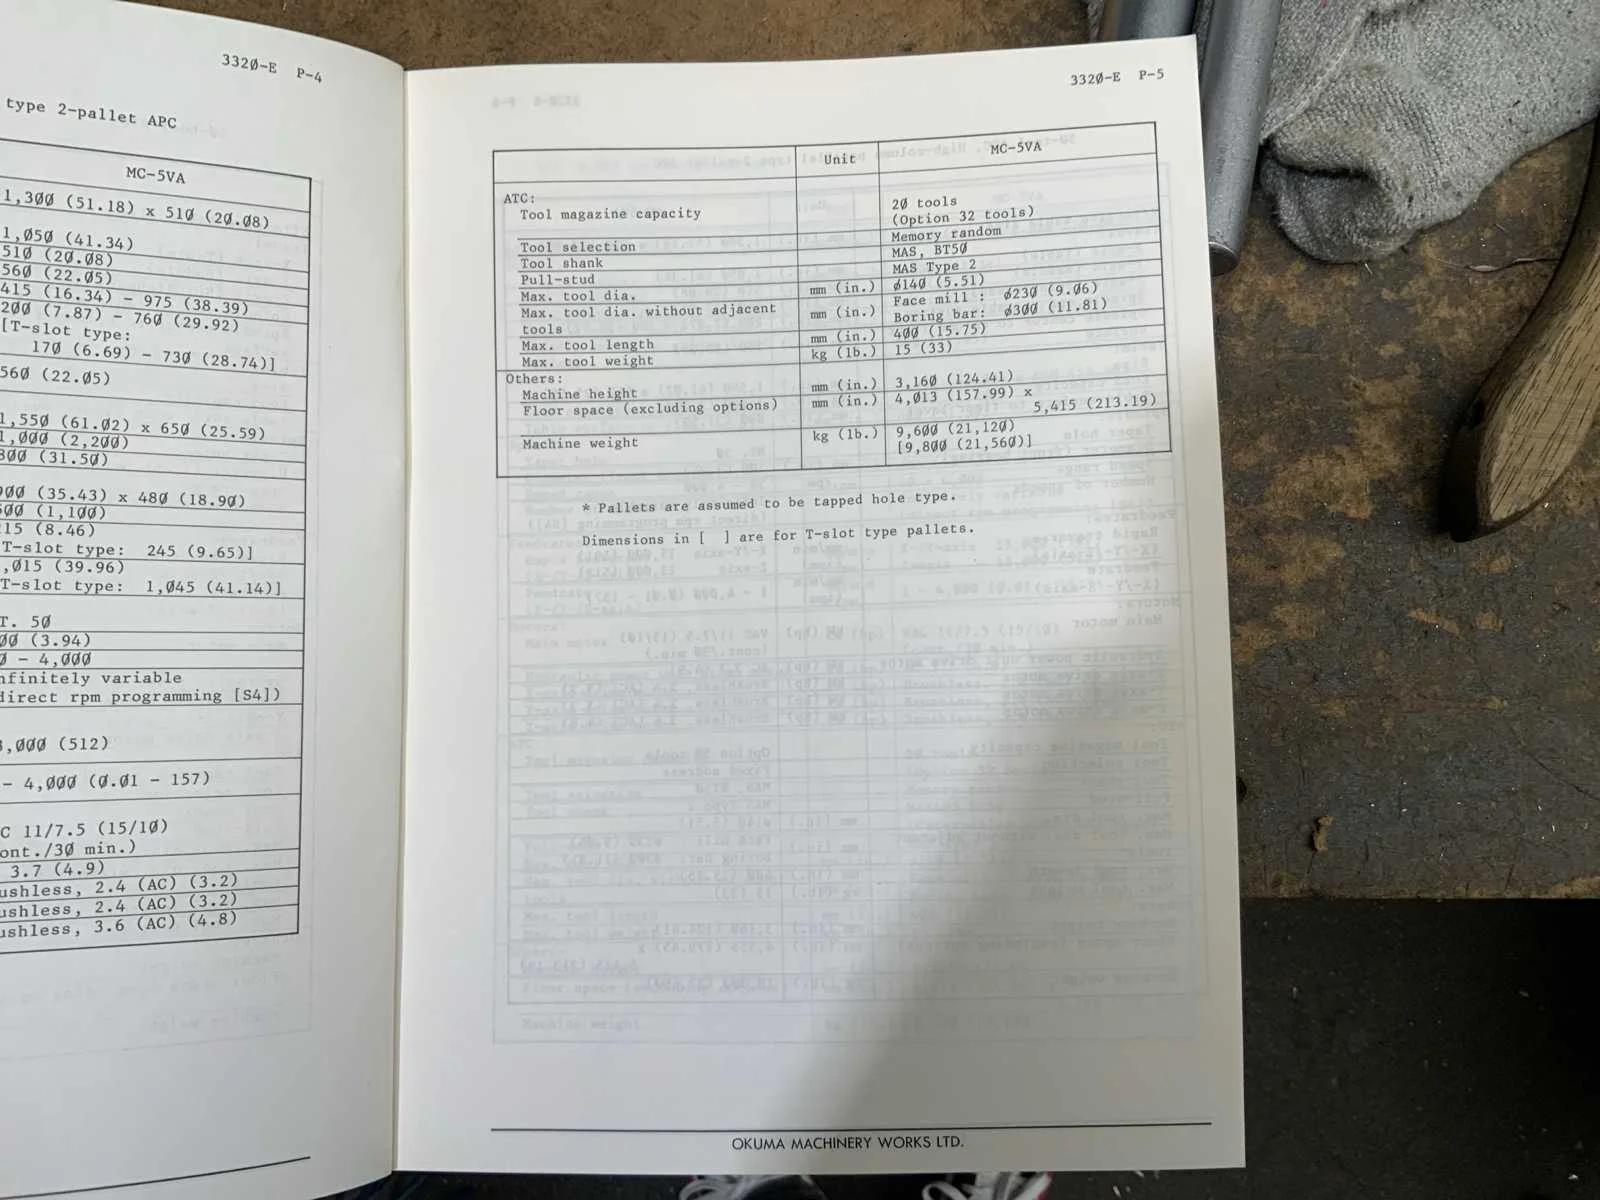 3320-E P-4
type 2-pallet APC
MC-5VA
1,300 (51.18) x 510 (20.08)
1,050 (41.34)
510 (20.08)
560 (22.05)
415 (16.34) - 975 (38.39)
200 (7.87) - 760 (29.92)
[T-slot type:
170 (6.69) - 730 (28.74)]
560 (22.05)
1,550 (61.02) x 650 (25.59)
1,000 (2,200)
(31.50)
(35.43) x 480 (18.90)
(1,100)
(8.46)
T-slot type: 245 (9.65)]
(39.96)
T-slot type: 1,045 (41.14)]
50
(3.94)
- 4,000
variable
direct rpm programming [S4])
(512)
- 4,000 (0.01 - 157)
11/7.5 (15/10)
30 min.)
3.7 (4.9)
2.4 (AC) (3.2)
2.4 (AC) (3.2)
3.6 (AC) (4.8)
3320-E P-5
Unit MC-5VA
ATC:
Tool magazine capacity 20 tools
(Option 32 tools)
Tool selection Memory random
Tool shank MAS, BT50
Pull-stud MAS Type 2
Max. tool dia. mm (in.) ø140 (5.51)
Max. tool dia. without adjacent mm (in.) Face mill : ø230 (9.06)
tools Boring bar: ø300 (11.81)
Max. tool length mm (in.) 400 (15.75)
Max. tool weight kg (lb.) 15 (33)
Others:
Machine height mm (in.) 3,160 (124.41)
Floor space (excluding options) mm (in.) 4,013 (157.99) x
5,415 (213.19)
Machine weight kg (lb.) 9,600 (21,120)
[9,800 (21,560)]
* Pallets are assumed to be tapped hole type.
Dimensions in [ ] are for T-slot type pallets.
OKUMA MACHINERY WORKS LTD.